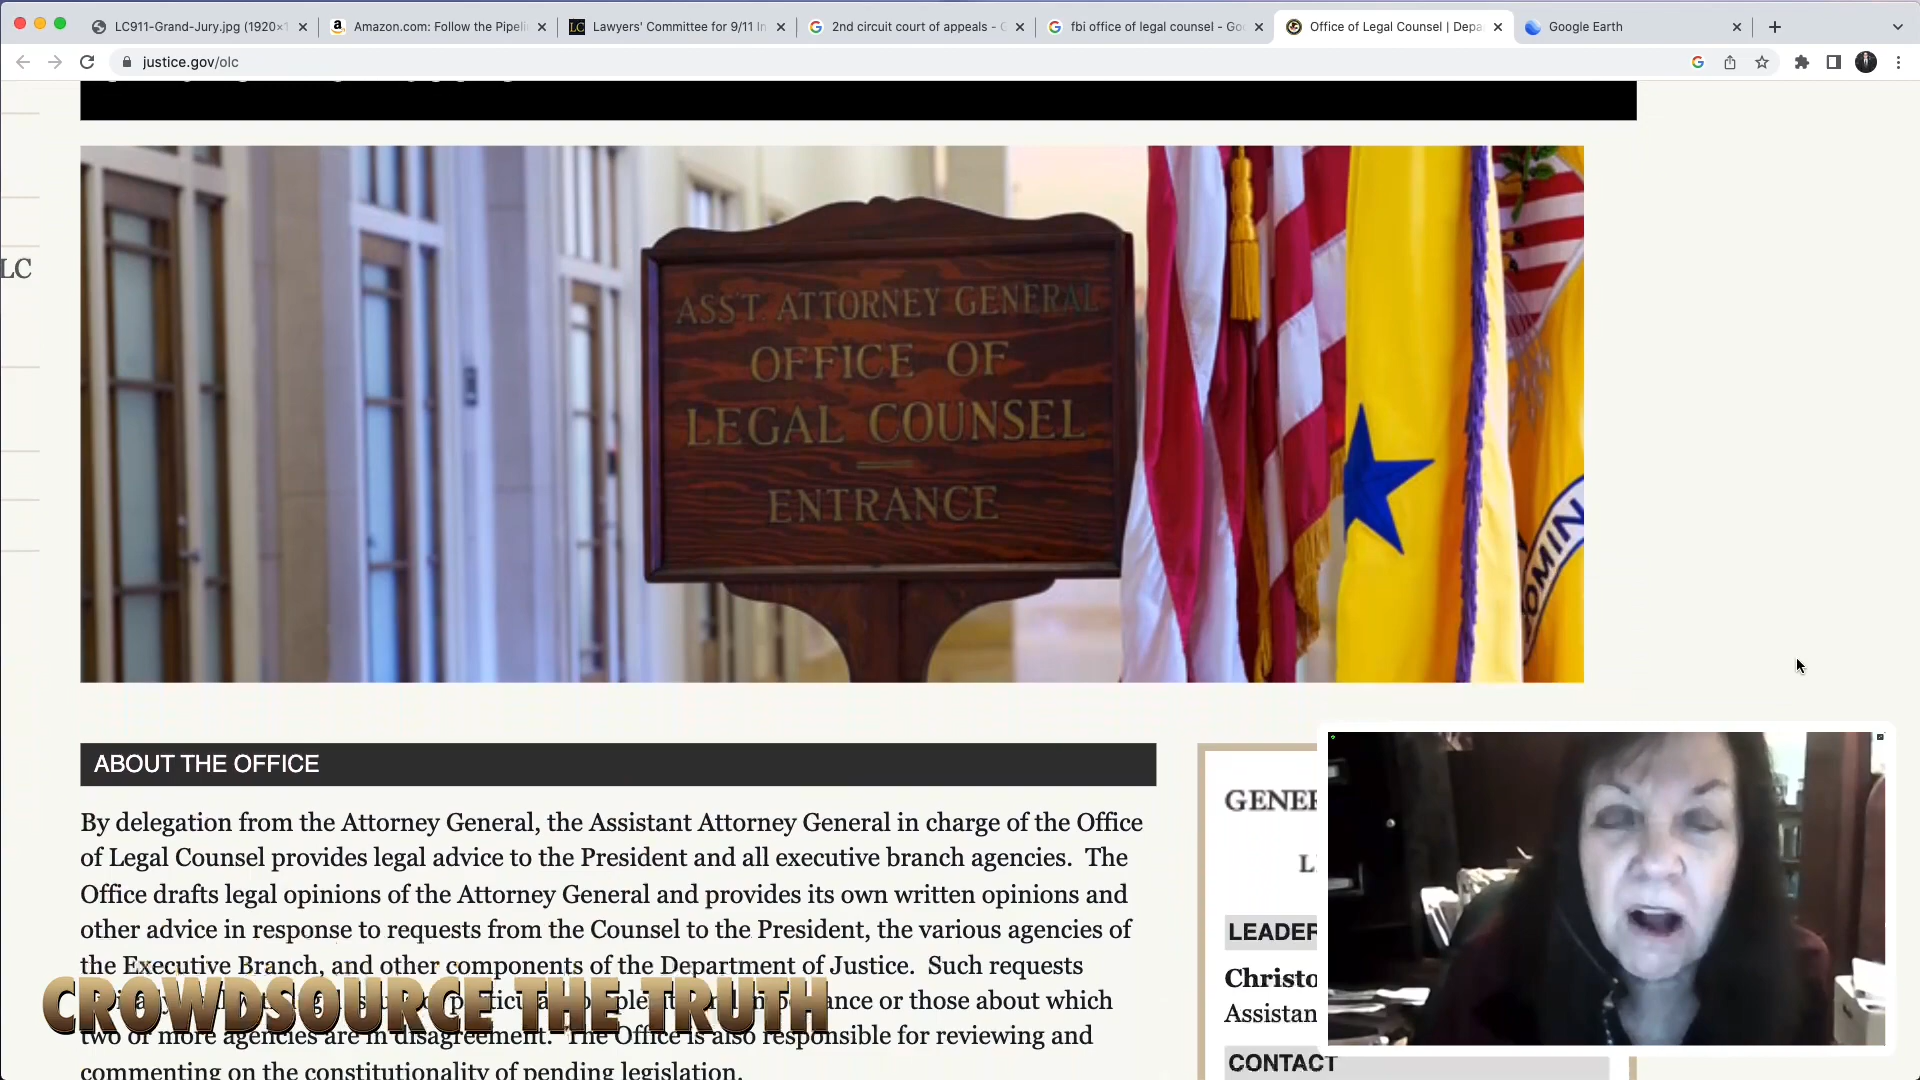 LC911-Grand-Jury.jpg (1920×1
Amazon.com: Follow the Pipeli
Lawyers' Committee for 9/11 In
2nd circuit court of appeals - G
fbi office of legal counsel - Goo
Office of Legal Counsel | Depa
Google Earth
justice.gov/olc
LC
ASS'T. ATTORNEY GENERAL
OFFICE OF
LEGAL COUNSEL
ENTRANCE
OMIN
ABOUT THE OFFICE
By delegation from the Attorney General, the Assistant Attorney General in charge of the Office
of Legal Counsel provides legal advice to the President and all executive branch agencies. The
Office drafts legal opinions of the Attorney General and provides its own written opinions and
other advice in response to requests from the Counsel to the President, the various agencies of
the Executive Branch, and other components of the Department of Justice. Such requests
or those about which
two or more agencies are in disagreement. The Office is also responsible for reviewing and
commenting on the constitutionality of pending legislation.
CROWDSOURCE THE TRUTH
GENER
L
LEADER
Christo
Assistan
CONTACT